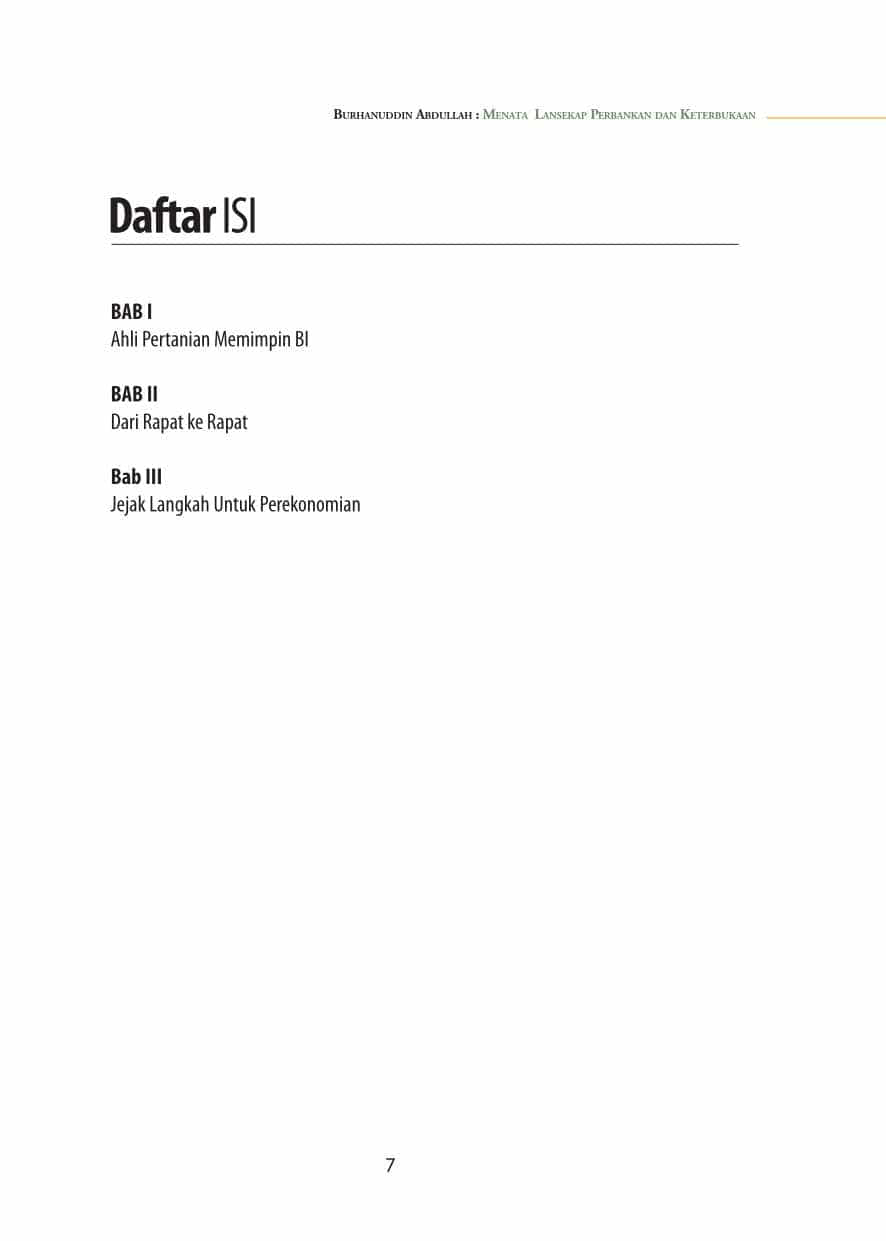 Burhanuddin Abdullah : Menata Lansekap Perbankan dan Keterbukaan
Daftar ISI
BAB I
Ahli Pertanian Memimpin BI
BAB II
Dari Rapat ke Rapat
Bab III
Jejak Langkah Untuk Perekonomian
7